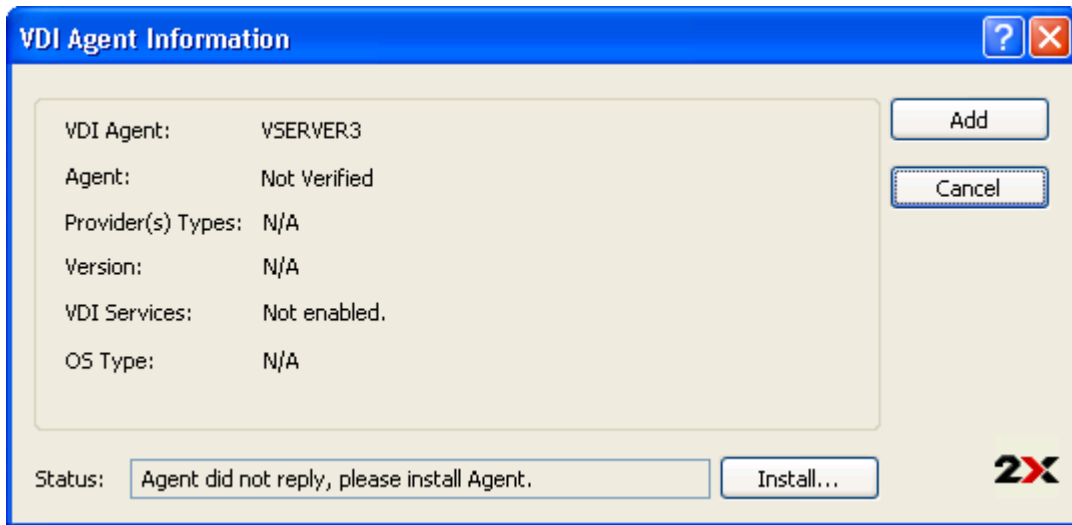 VDI Agent Information
VDI Agent: VSERVER3
Add
Agent: Not Verified
Cancel
Provider(s) Types: N/A
Version: N/A
VDI Services: Not enabled.
OS Type: N/A
Status: Agent did not reply, please install Agent.
Install...
2X